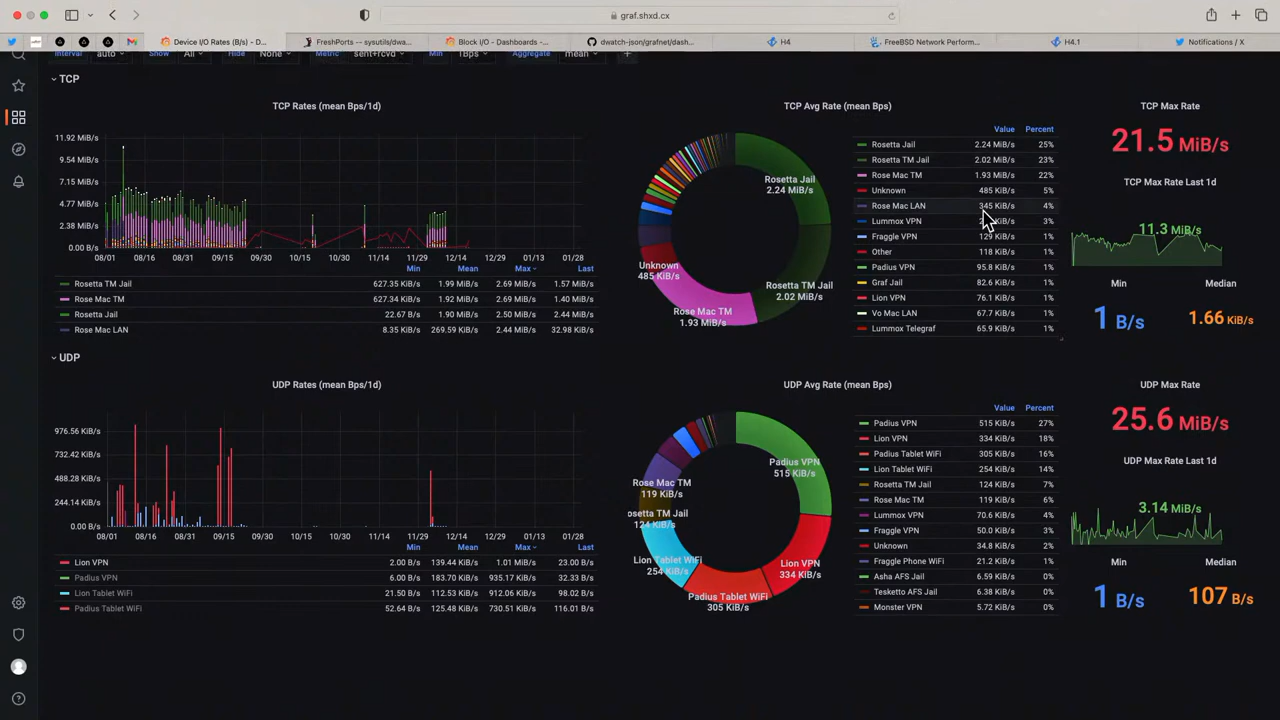 graf.shxd.cx
Device I/O Rates (B/s) - D...
FreshPorts -- sysutils/dwa...
Block I/O - Dashboards -...
dwatch-json/grafnet/dash...
H4
FreeBSD Network Perform...
H4.1
Notifications / X
Interval auto Show All Hide None Metric sent+rcvd Min 1Bps Aggregate mean
TCP
TCP Rates (mean Bps/1d)
11.92 MiB/s
9.54 MiB/s
7.15 MiB/s
4.77 MiB/s
2.38 MiB/s
0.00 B/s
08/01 08/16 08/31 09/15 09/30 10/15 10/30 11/14 11/29 12/14 12/29 01/13 01/28
Min Mean Max Last
Rosetta TM Jail 627.35 KiB/s 1.99 MiB/s 2.69 MiB/s 1.57 MiB/s
Rose Mac TM 627.34 KiB/s 1.92 MiB/s 2.69 MiB/s 1.40 MiB/s
Rosetta Jail 22.67 B/s 1.90 MiB/s 2.50 MiB/s 2.44 MiB/s
Rose Mac LAN 8.35 KiB/s 269.59 KiB/s 2.44 MiB/s 32.98 KiB/s
TCP Avg Rate (mean Bps)
Rosetta Jail
2.24 MiB/s
Rosetta TM Jail
2.02 MiB/s
Rose Mac TM
1.93 MiB/s
Unknown
485 KiB/s
Value Percent
Rosetta Jail 2.24 MiB/s 25%
Rosetta TM Jail 2.02 MiB/s 23%
Rose Mac TM 1.93 MiB/s 22%
Unknown 485 KiB/s 5%
Rose Mac LAN 345 KiB/s 4%
Lummox VPN KiB/s 3%
Fraggle VPN 129 KiB/s 1%
Other 118 KiB/s 1%
Padius VPN 95.8 KiB/s 1%
Graf Jail 82.6 KiB/s 1%
Lion VPN 76.1 KiB/s 1%
Vo Mac LAN 67.7 KiB/s 1%
Lummox Telegraf 65.9 KiB/s 1%
TCP Max Rate
21.5 MiB/s
TCP Max Rate Last 1d
11.3 MiB/s
Min Median
1 B/s 1.66 KiB/s
UDP
UDP Rates (mean Bps/1d)
976.56 KiB/s
732.42 KiB/s
488.28 KiB/s
244.14 KiB/s
0.00 B/s
08/01 08/16 08/31 09/15 09/30 10/15 10/30 11/14 11/29 12/14 12/29 01/13 01/28
Min Mean Max Last
Lion VPN 2.00 B/s 139.44 KiB/s 1.01 MiB/s 23.00 B/s
Padius VPN 6.00 B/s 183.70 KiB/s 935.17 KiB/s 32.33 B/s
Lion Tablet WiFi 21.50 B/s 112.53 KiB/s 912.06 KiB/s 98.02 B/s
Padius Tablet WiFi 52.64 B/s 125.48 KiB/s 730.51 KiB/s 116.01 B/s
UDP Avg Rate (mean Bps)
Padius VPN
515 KiB/s
Lion VPN
334 KiB/s
Padius Tablet WiFi
305 KiB/s
Lion Tablet WiFi
254 KiB/s
osetta TM Jail
124 KiB/s
Rose Mac TM
119 KiB/s
Value Percent
Padius VPN 515 KiB/s 27%
Lion VPN 334 KiB/s 18%
Padius Tablet WiFi 305 KiB/s 16%
Lion Tablet WiFi 254 KiB/s 14%
Rosetta TM Jail 124 KiB/s 7%
Rose Mac TM 119 KiB/s 6%
Lummox VPN 70.6 KiB/s 4%
Fraggle VPN 50.0 KiB/s 3%
Unknown 34.8 KiB/s 2%
Fraggle Phone WiFi 21.2 KiB/s 1%
Asha AFS Jail 6.59 KiB/s 0%
Tesketto AFS Jail 6.38 KiB/s 0%
Monster VPN 5.72 KiB/s 0%
UDP Max Rate
25.6 MiB/s
UDP Max Rate Last 1d
3.14 MiB/s
Min Median
1 B/s 107 B/s